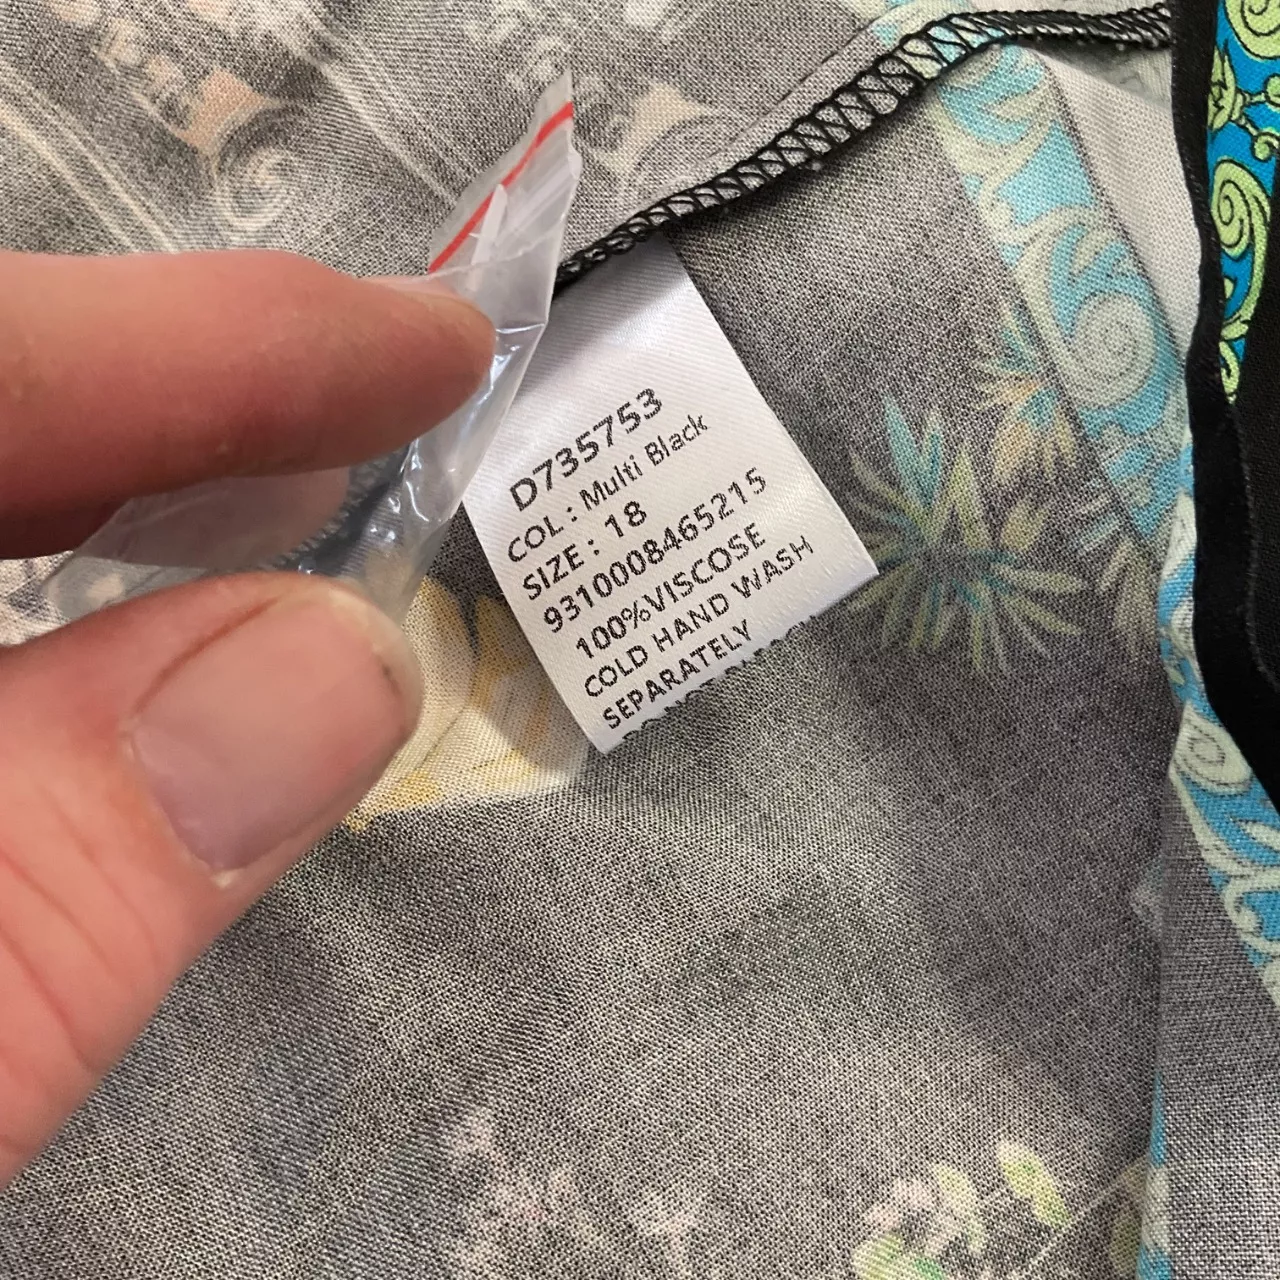 D735753
COL : Multi Black
SIZE : 18
9310008465215
100%VISCOSE
COLD HAND WASH
SEPARATELY